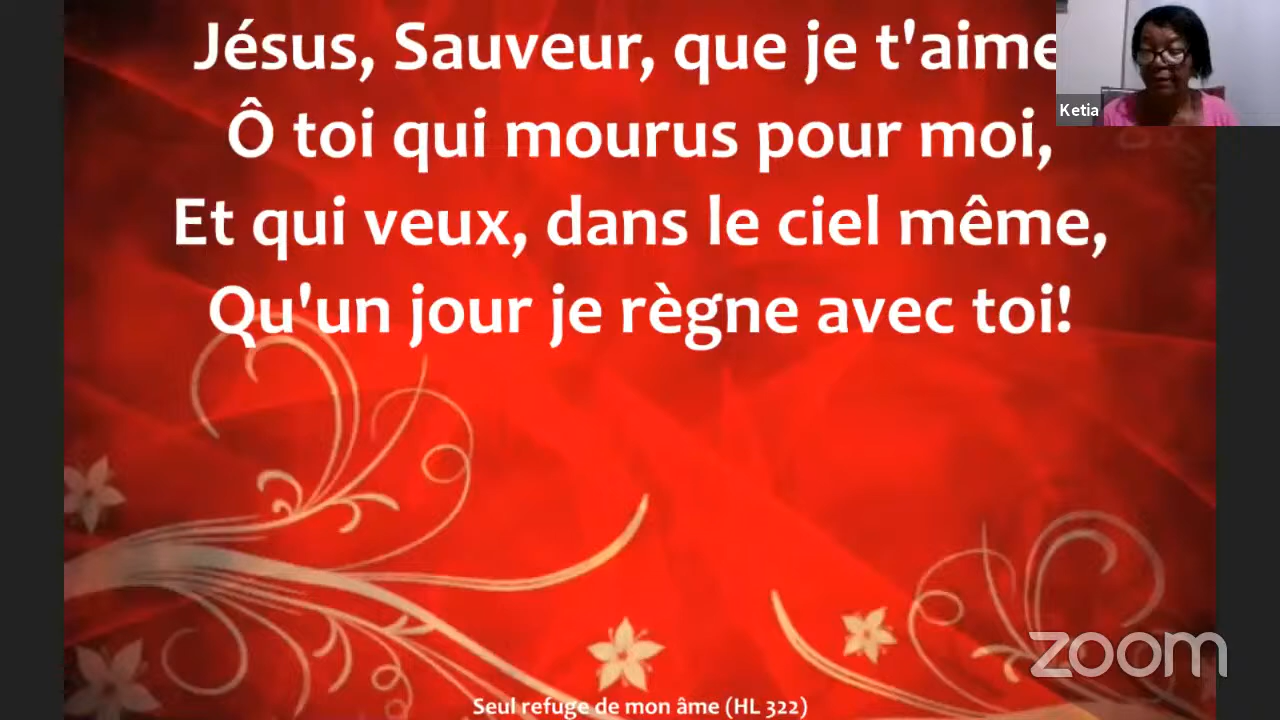 Jésus, Sauveur, que je t'aime
Ô toi qui mourus pour moi,
Et qui veux, dans le ciel même,
Qu'un jour je règne avec toi!
Ketia
zoom
Seul refuge de mon âme (HL 322)